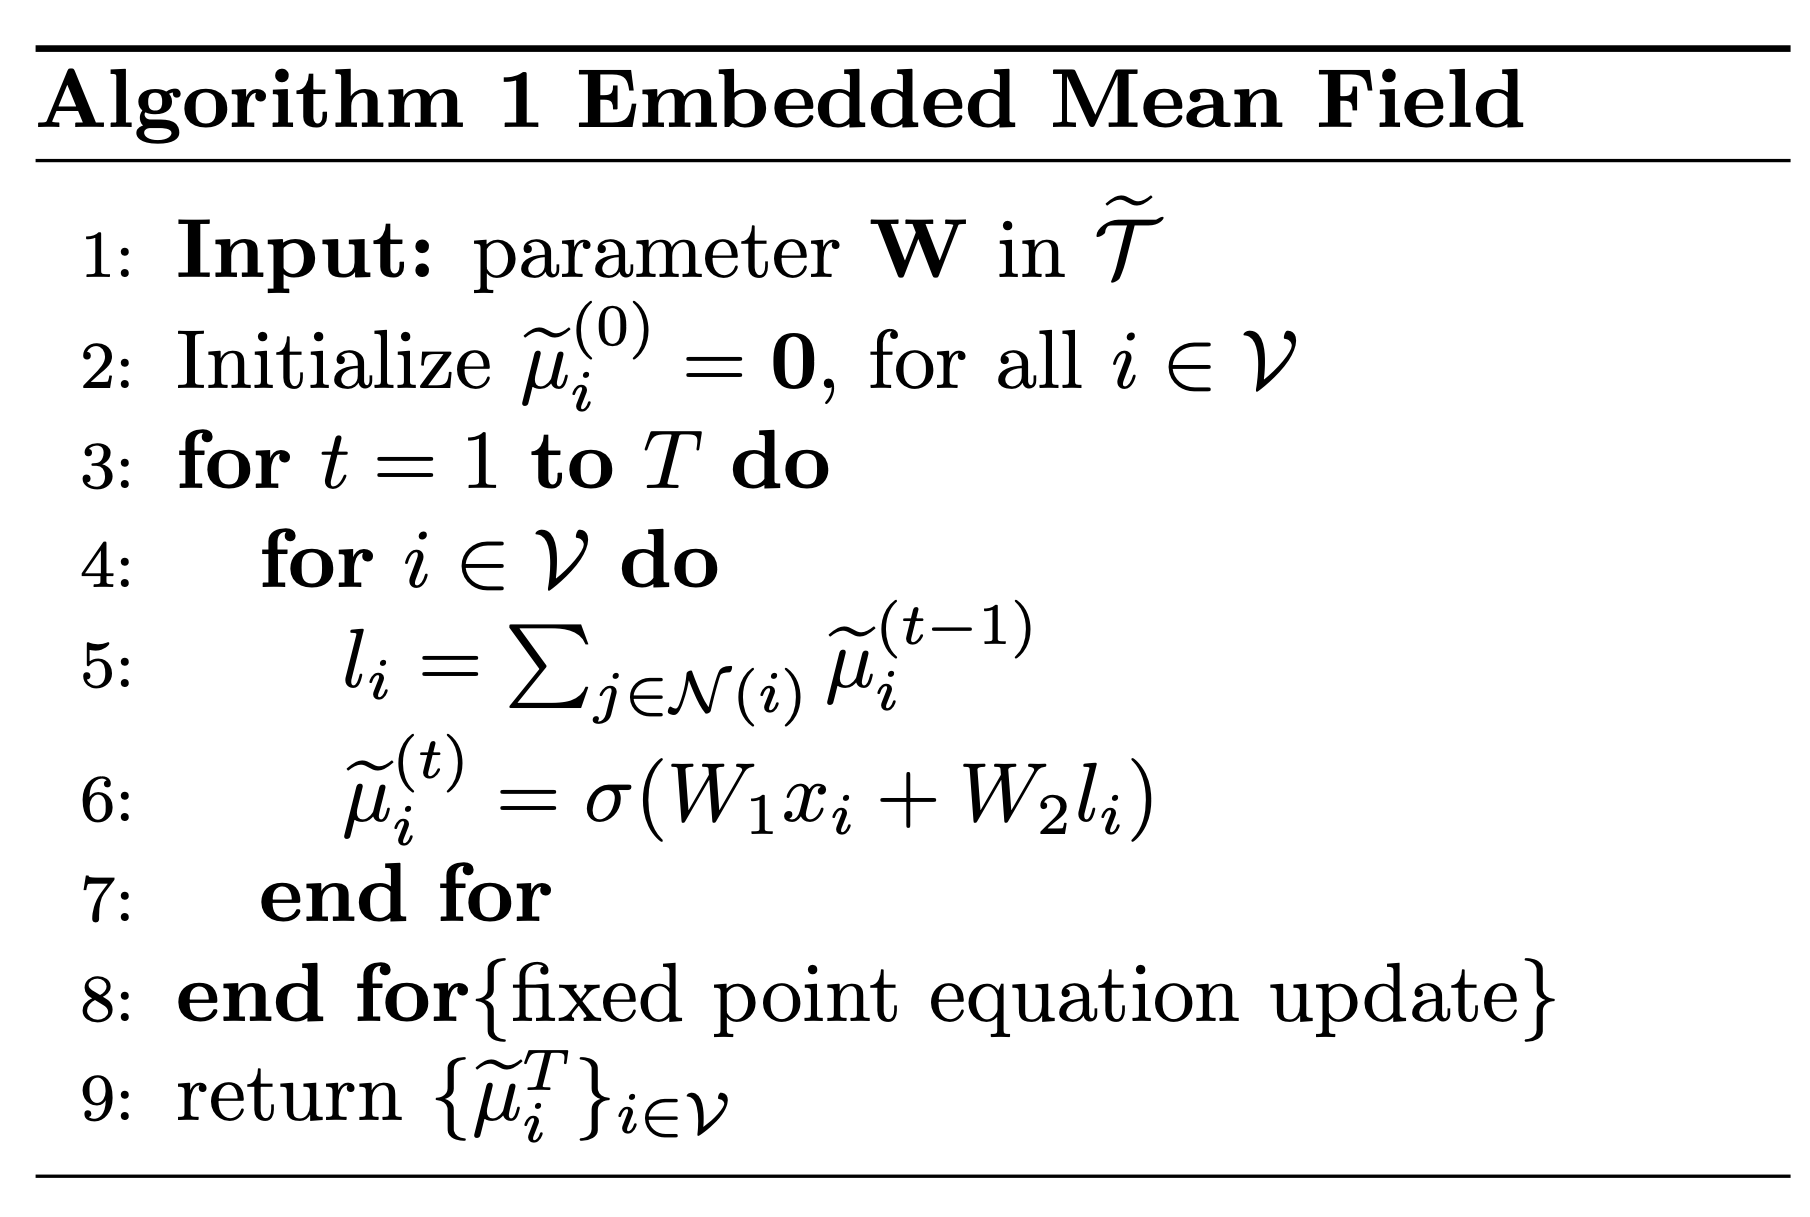 Algorithm 1 Embedded Mean Field
1: Input: parameter W in $\widetilde{\mathcal{T}}$
2: Initialize $\widetilde{\mu}_i^{(0)} = \mathbf{0}$, for all $i \in \mathcal{V}$
3: for $t = 1$ to $T$ do
4: for $i \in \mathcal{V}$ do
5: $l_i = \sum_{j \in \mathcal{N}(i)} \widetilde{\mu}_i^{(t-1)}$
6: $\widetilde{\mu}_i^{(t)} = \sigma(W_1 x_i + W_2 l_i)$
7: end for
8: end for{fixed point equation update}
9: return $\{\widetilde{\mu}_i^T\}_{i \in \mathcal{V}}$